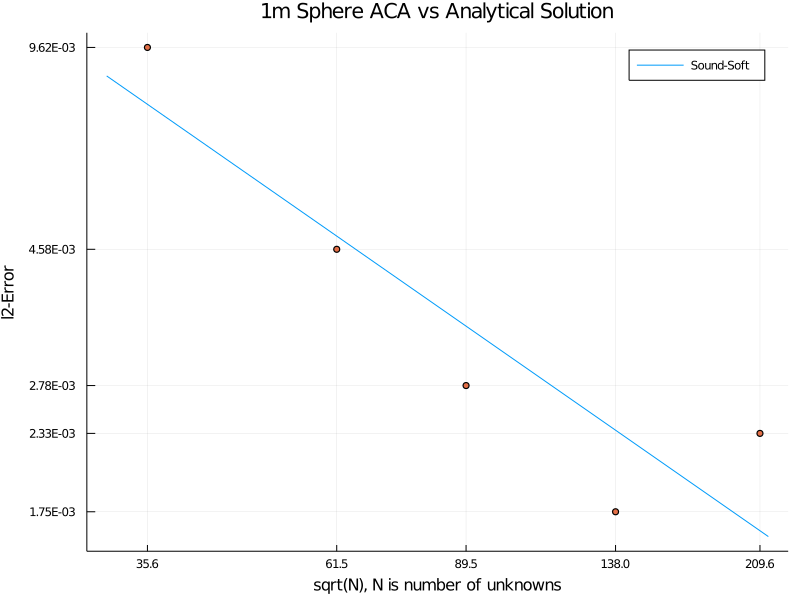 1m Sphere ACA vs Analytical Solution
Sound-Soft
l2-Error
9.62E-03
4.58E-03
2.78E-03
2.33E-03
1.75E-03
35.6
61.5
89.5
138.0
209.6
sqrt(N), N is number of unknowns